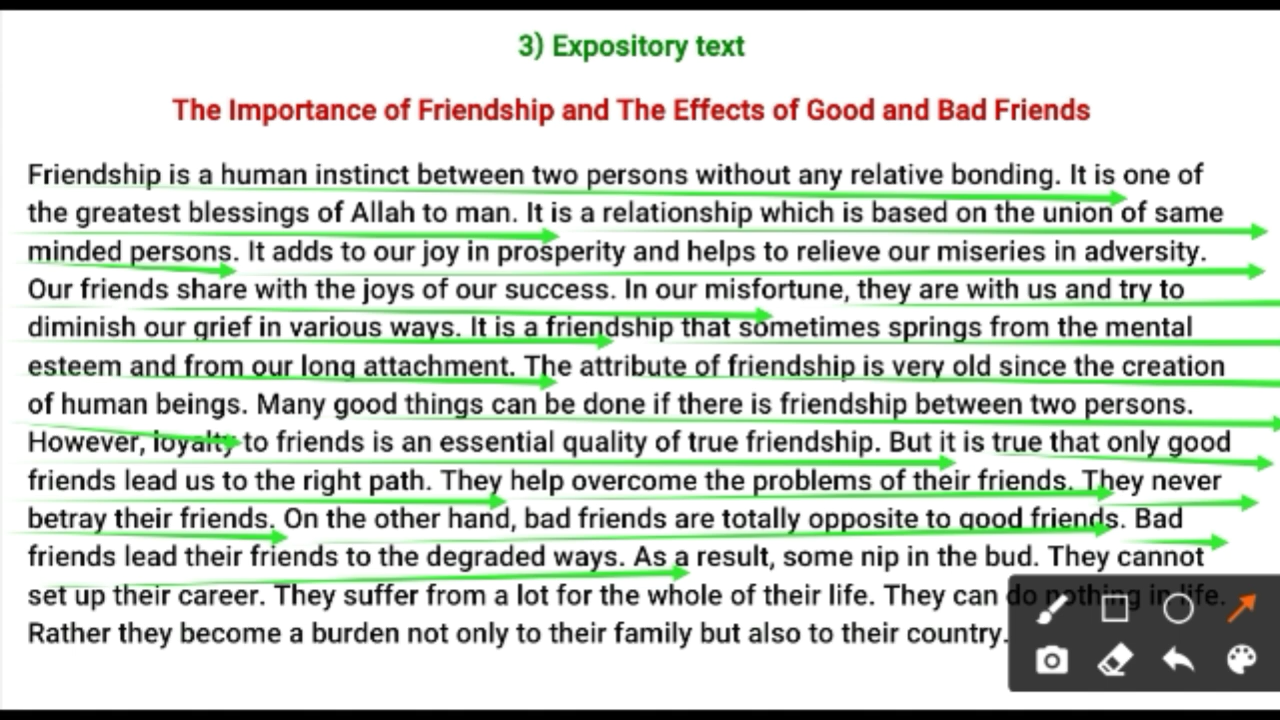 3) Expository text
The Importance of Friendship and The Effects of Good and Bad Friends
Friendship is a human instinct between two persons without any relative bonding. It is one of
the greatest blessings of Allah to man. It is a relationship which is based on the union of same
minded persons. It adds to our joy in prosperity and helps to relieve our miseries in adversity.
Our friends share with the joys of our success. In our misfortune, they are with us and try to
diminish our grief in various ways. It is a friendship that sometimes springs from the mental
esteem and from our long attachment. The attribute of friendship is very old since the creation
of human beings. Many good things can be done if there is friendship between two persons.
However, loyalty to friends is an essential quality of true friendship. But it is true that only good
friends lead us to the right path. They help overcome the problems of their friends. They never
betray their friends. On the other hand, bad friends are totally opposite to good friends. Bad
friends lead their friends to the degraded ways. As a result, some nip in the bud. They cannot
set up their career. They suffer from a lot for the whole of their life. They can do nothing in life.
Rather they become a burden not only to their family but also to their country.